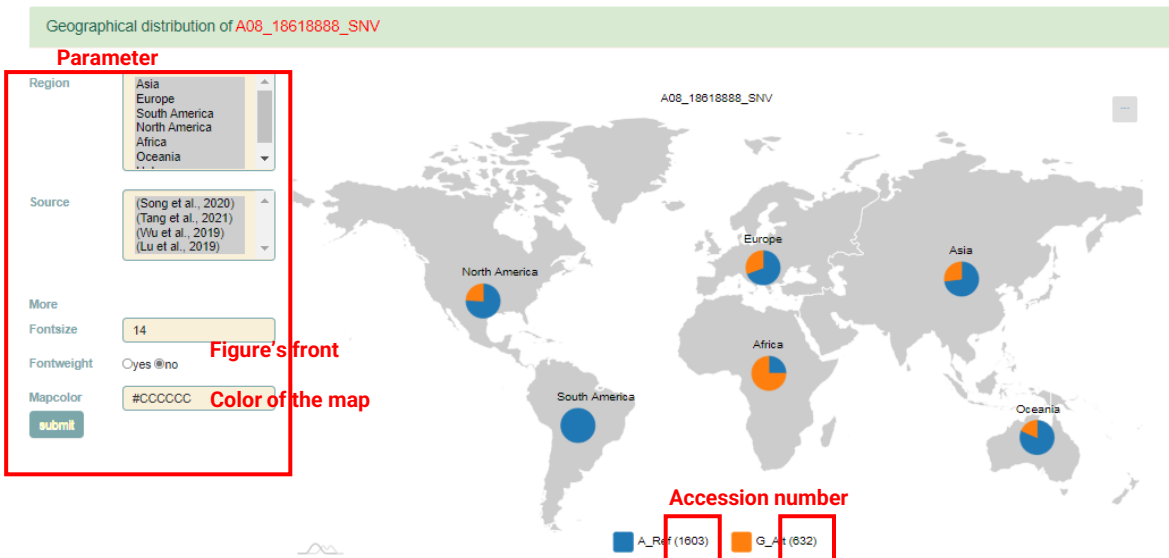 Geographical distribution of A08_18618888_SNV
Parameter
Region
Asia
Europe
South America
North America
Africa
Oceania
Source
(Song et al., 2020)
(Tang et al., 2021)
(Wu et al., 2019)
(Lu et al., 2019)
More
Fontsize
14
Figure's front
Fontweight
yes no
Mapcolor
#CCCCCC
Color of the map
submit
A08_18618888_SNV
...
Europe
Asia
North America
Africa
South America
Oceania
Accession number
A_Ref (1603)
G_Alt (632)